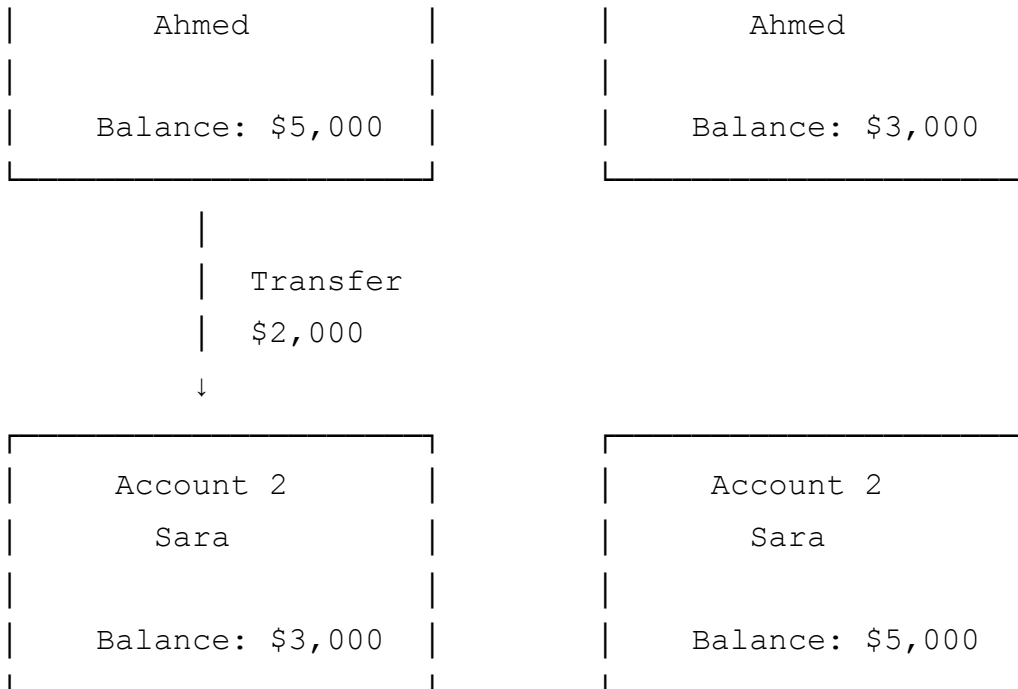 Ahmed Ahmed
Balance: $5,000 Balance: $3,000
Transfer
$2,000
↓
Account 2 Account 2
Sara Sara
Balance: $3,000 Balance: $5,000